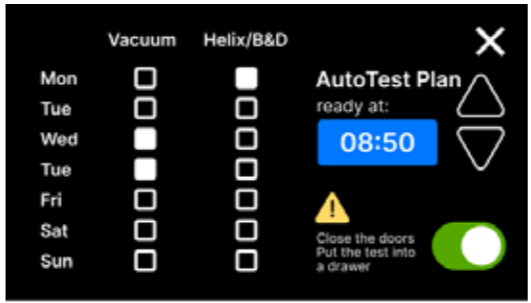 Vacuum Helix/B&D
Mon
Tue
Wed
Tue
Fri
Sat
Sun
AutoTest Plan
ready at:
08:50
Close the doors
Put the test into
a drawer